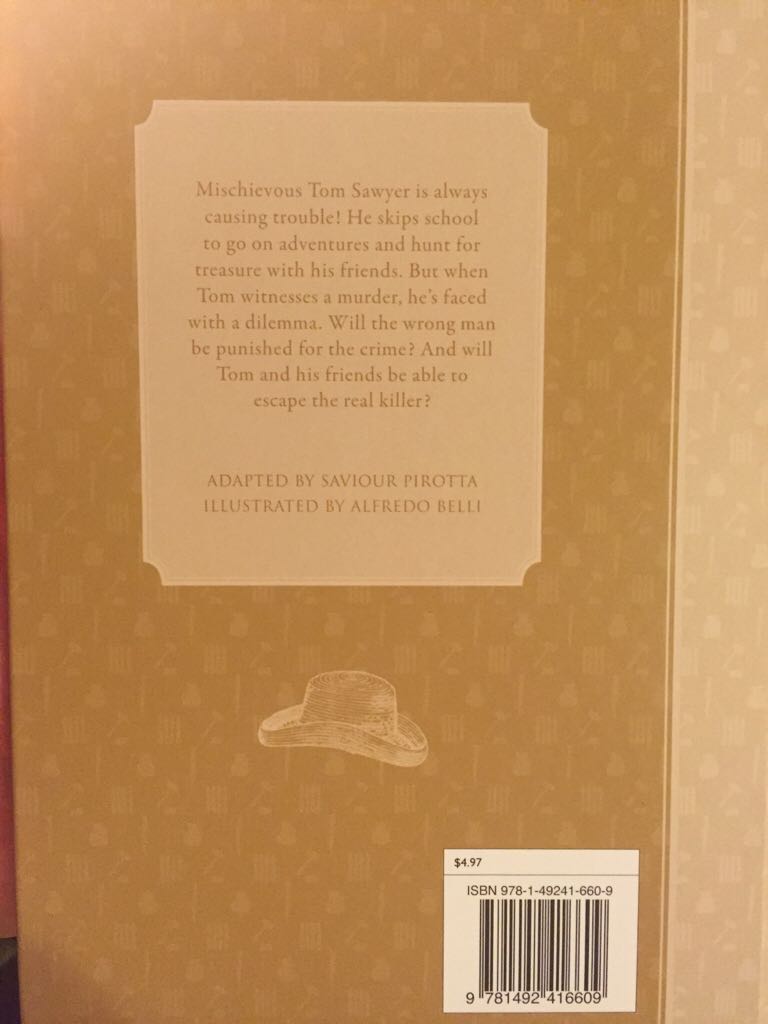 Mischievous Tom Sawyer is always
causing trouble! He skips school
to go on adventures and hunt for
treasure with his friends. But when
Tom witnesses a murder, he's faced
with a dilemma. Will the wrong man
be punished for the crime? And will
Tom and his friends be able to
escape the real killer?
ADAPTED BY SAVIOUR PIROTTA
ILLUSTRATED BY ALFREDO BELLI
$4.97
ISBN 978-1-49241-660-9
9 781492 416609